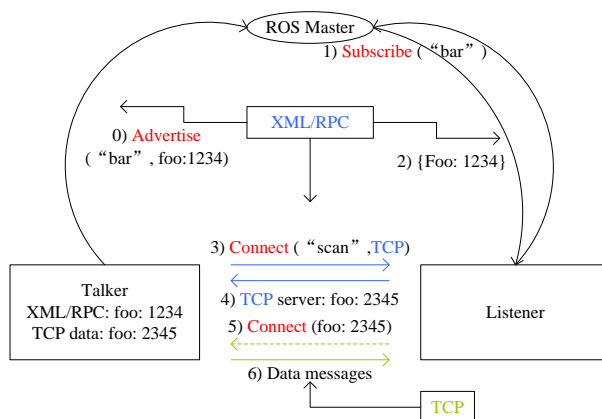 ROS Master
1) Subscribe (“bar”)
XML/RPC
0) Advertise
(“bar”, foo:1234)
2) {Foo: 1234}
3) Connect (“scan”,TCP)
4) TCP server: foo: 2345
5) Connect (foo: 2345)
6) Data messages
Talker
XML/RPC: foo: 1234
TCP data: foo: 2345
Listener
TCP